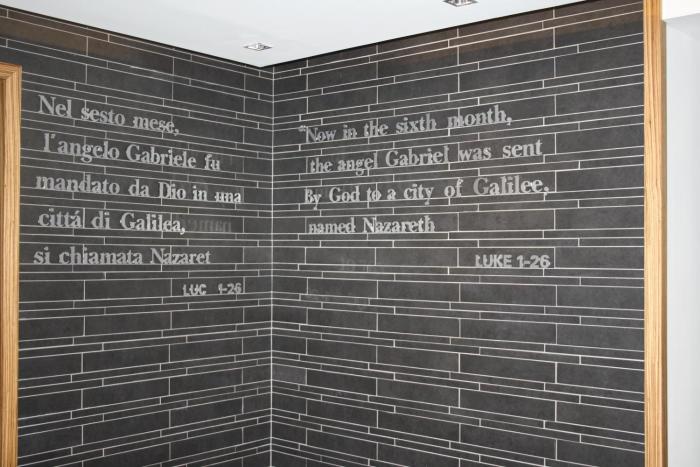 Nel sesto mese,
l'angelo Gabriele fu
mandato da Dio in una
cittá di Galilea,
si chiamata Nazaret
LUC 1-26
"Now in the sixth month,
the angel Gabriel was sent
By God to a city of Galilee,
named Nazareth
LUKE 1-26